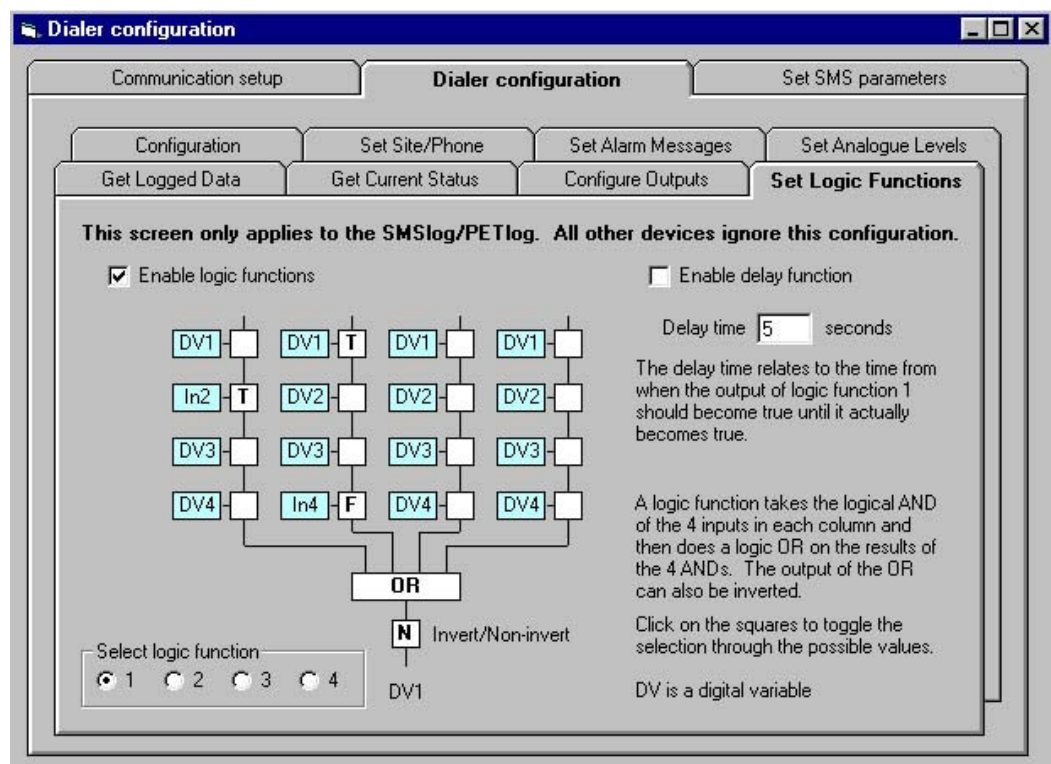 Dialer configuration
Communication setup
Dialer configuration
Set SMS parameters
Configuration
Set Site/Phone
Set Alarm Messages
Set Analogue Levels
Get Logged Data
Get Current Status
Configure Outputs
Set Logic Functions
This screen only applies to the SMSlog/PETlog. All other devices ignore this configuration.
Enable logic functions
Enable delay function
Delay time 5 seconds
DV1 DV1 T DV1 DV1
In2 T DV2 DV2 DV2
DV3 DV3 DV3 DV3
DV4 In4 F DV4 DV4
OR
N Invert/Non-invert
DV1
Select logic function
1 2 3 4
The delay time relates to the time from
when the output of logic function 1
should become true until it actually
becomes true.
A logic function takes the logical AND
of the 4 inputs in each column and
then does a logic OR on the results of
the 4 ANDs. The output of the OR
can also be inverted.
Click on the squares to toggle the
selection through the possible values.
DV is a digital variable